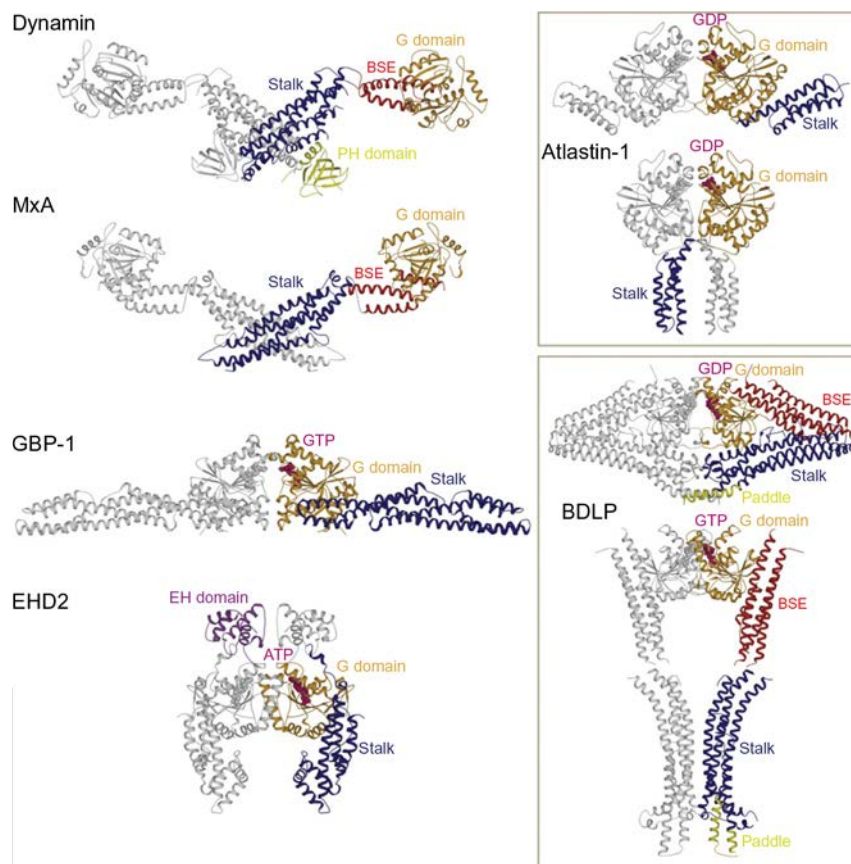 Dynamin
G domain
BSE
Stalk
PH domain
MxA
G domain
BSE
Stalk
GBP-1
GTP
G domain
Stalk
EHD2
EH domain
ATP
G domain
Stalk
GDP
G domain
Stalk
Atlastin-1
GDP
G domain
Stalk
GDP
G domain
BSE
Stalk
Paddle
BDLP
GTP
G domain
BSE
Stalk
Paddle